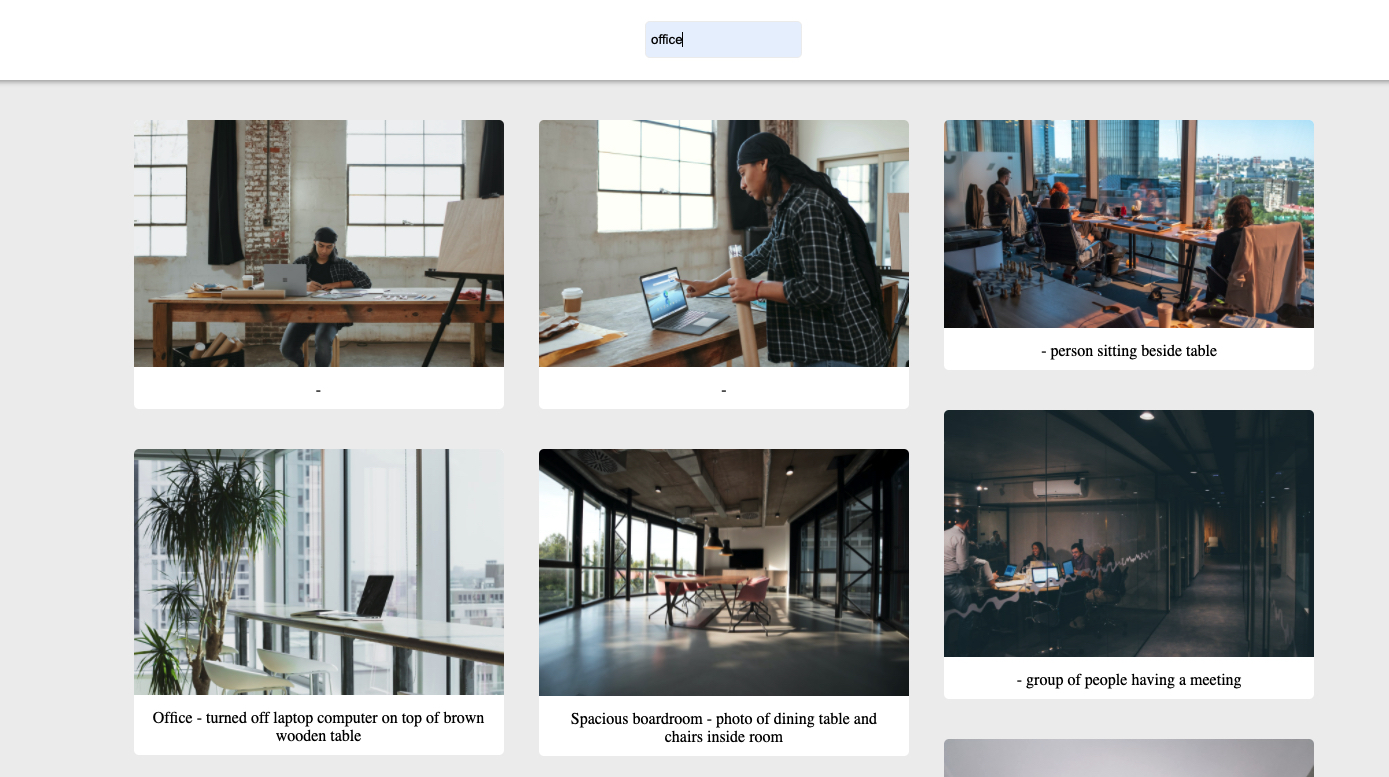 office
-
-
- person sitting beside table
- group of people having a meeting
Office - turned off laptop computer on top of brown
wooden table
Spacious boardroom - photo of dining table and
chairs inside room